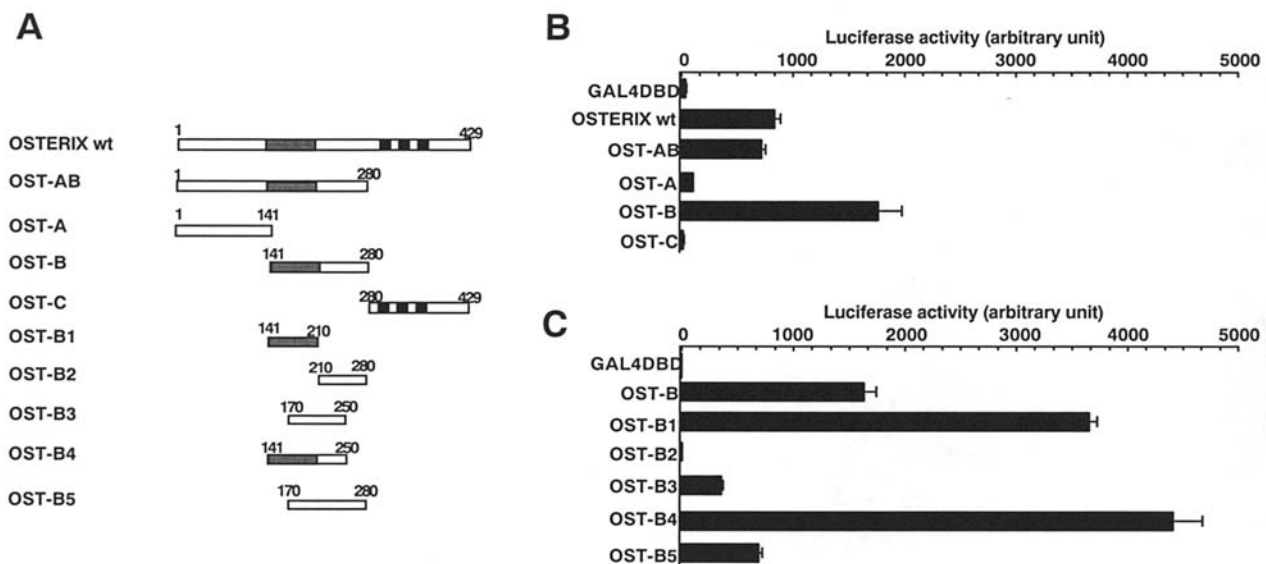 A
1
429
OSTERIX wt
1
280
OST-AB
1
141
OST-A
141
280
OST-B
280
429
OST-C
141
210
OST-B1
210
280
OST-B2
170
250
OST-B3
141
250
OST-B4
170
280
OST-B5
B
Luciferase activity (arbitrary unit)
0 1000 2000 3000 4000 5000
GAL4DBD
OSTERIX wt
OST-AB
OST-A
OST-B
OST-C
C
Luciferase activity (arbitrary unit)
0 1000 2000 3000 4000 5000
GAL4DBD
OST-B
OST-B1
OST-B2
OST-B3
OST-B4
OST-B5